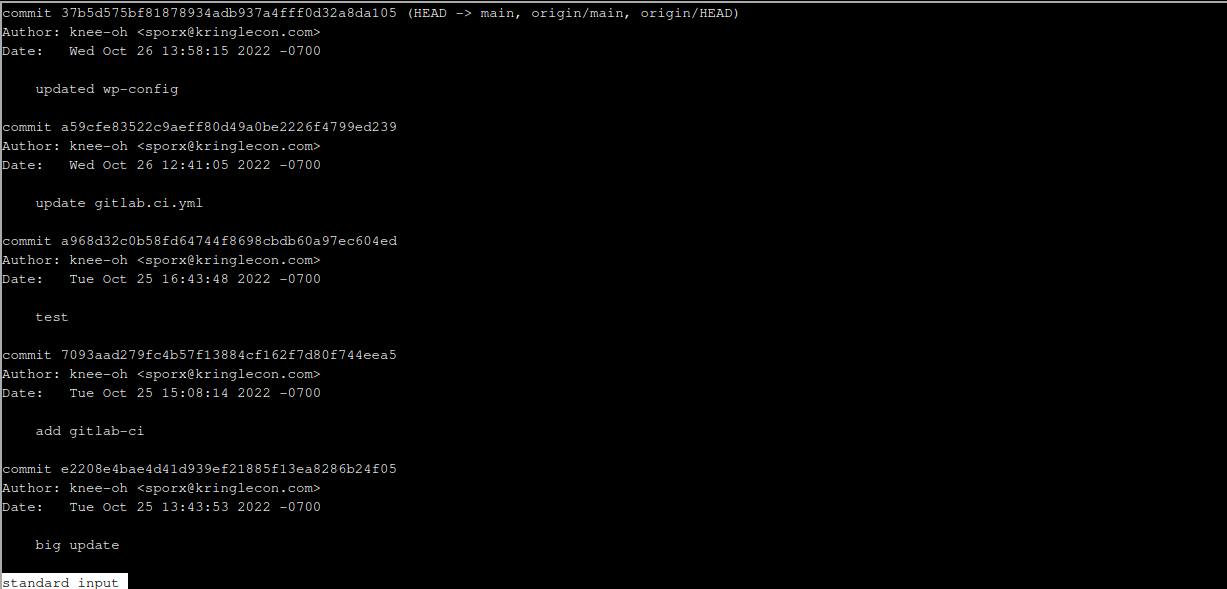 commit 37b5d575bf81878934adb937a4fff0d32a8da105 (HEAD -> main, origin/main, origin/HEAD)
Author: knee-oh <sporx@kringlecon.com>
Date:   Wed Oct 26 13:58:15 2022 -0700

    updated wp-config

commit a59cfe83522c9aeff80d49a0be2226f4799ed239
Author: knee-oh <sporx@kringlecon.com>
Date:   Wed Oct 26 12:41:05 2022 -0700

    update gitlab.ci.yml

commit a968d32c0b58fd64744f8698cbdb60a97ec604ed
Author: knee-oh <sporx@kringlecon.com>
Date:   Tue Oct 25 16:43:48 2022 -0700

    test

commit 7093aad279fc4b57f13884cf162f7d80f744eea5
Author: knee-oh <sporx@kringlecon.com>
Date:   Tue Oct 25 15:08:14 2022 -0700

    add gitlab-ci

commit e2208e4bae4d41d939ef21885f13ea8286b24f05
Author: knee-oh <sporx@kringlecon.com>
Date:   Tue Oct 25 13:43:53 2022 -0700

    big update

standard input